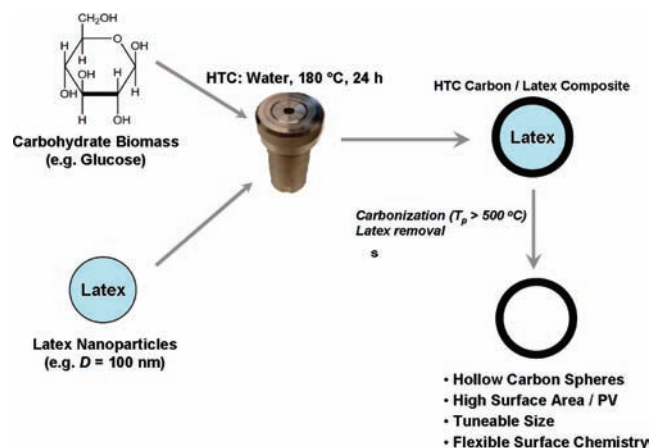 CH₂OH
H
O
OH
H
H
OH
H
OH
H
H
OH
HTC: Water, 180 ºC, 24 h
Carbohydrate Biomass
(e.g. Glucose)
HTC Carbon / Latex Composite
Latex
Carbonization (Tₚ > 500 ºC)
Latex removal
s
Latex
Latex Nanoparticles
(e.g. D = 100 nm)
• Hollow Carbon Spheres
• High Surface Area / PV
• Tuneable Size
• Flexible Surface Chemistry